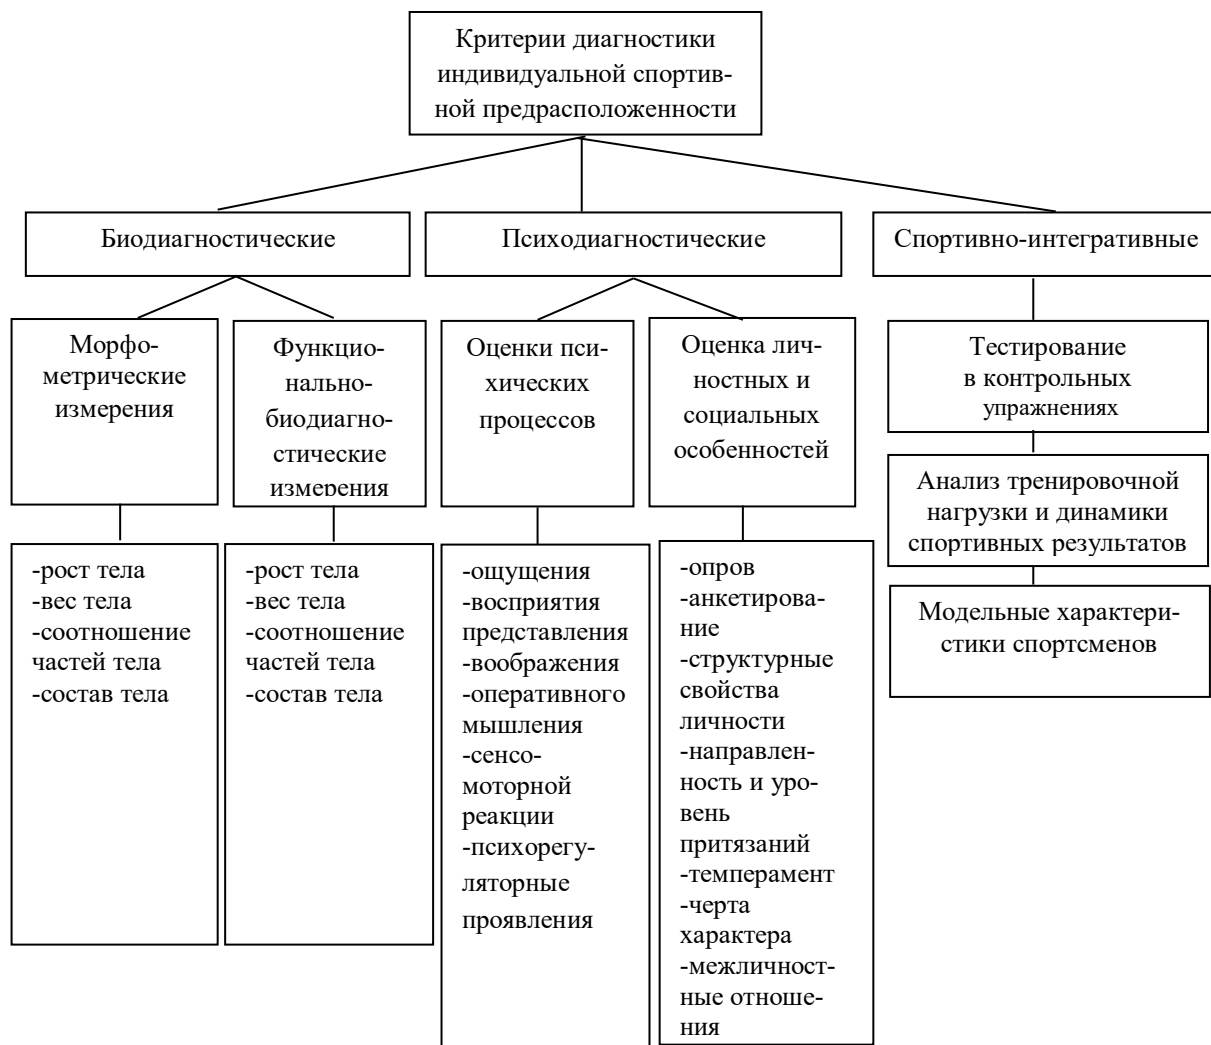 Критерии диагностики
индивидуальной спортив-
ной предрасположенности
Биодиагностические
Психодиагностические
Спортивно-интегративные
Морфо-
метрические
измерения
Функцио-
нально-
биодиагно-
стические
измерения
Оценки пси-
хических
процессов
Оценка лич-
ностных и
социальных
особенностей
Тестирование
в контрольных
упражнениях
Анализ тренировочной
нагрузки и динамики
спортивных результатов
Модельные характери-
стики спортсменов
-рост тела
-вес тела
-соотношение
частей тела
-состав тела
-рост тела
-вес тела
-соотношение
частей тела
-состав тела
-ощущения
-восприятия
представления
-воображения
-оперативного
мышления
-сенсо-
моторной
реакции
-психорегу-
ляторные
проявления
-опров
-анкетирова-
ние
-структурные
свойства
личности
-направлен-
ность и уро-
вень
притязаний
-темперамент
-черта
характера
-межличност-
ные отноше-
ния